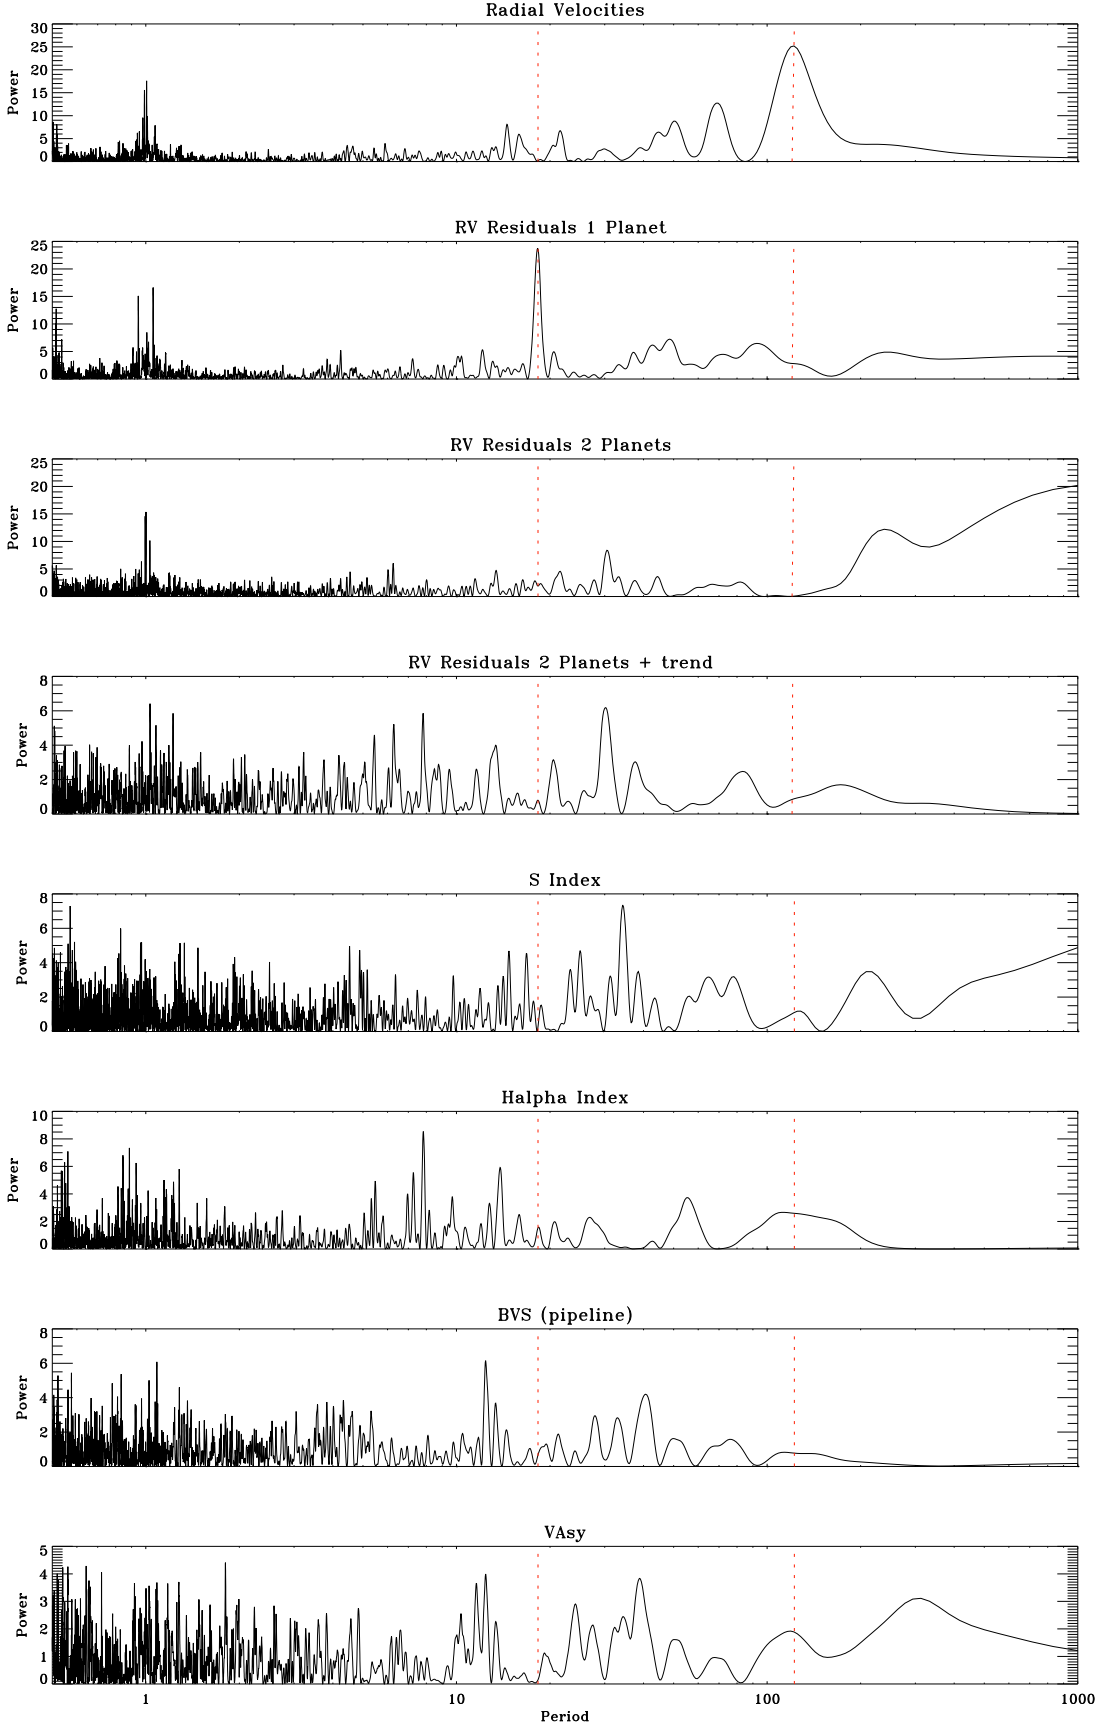 Radial Velocities
30
25
20
15
10
5
0
Power
RV Residuals 1 Planet
25
20
15
10
5
0
Power
RV Residuals 2 Planets
25
20
15
10
5
0
Power
RV Residuals 2 Planets + trend
8
6
4
2
0
Power
S Index
8
6
4
2
0
Power
Halpha Index
10
8
6
4
2
0
Power
BVS (pipeline)
8
6
4
2
0
Power
VAsy
5
4
3
2
1
0
Power
1 10 100 1000
Period